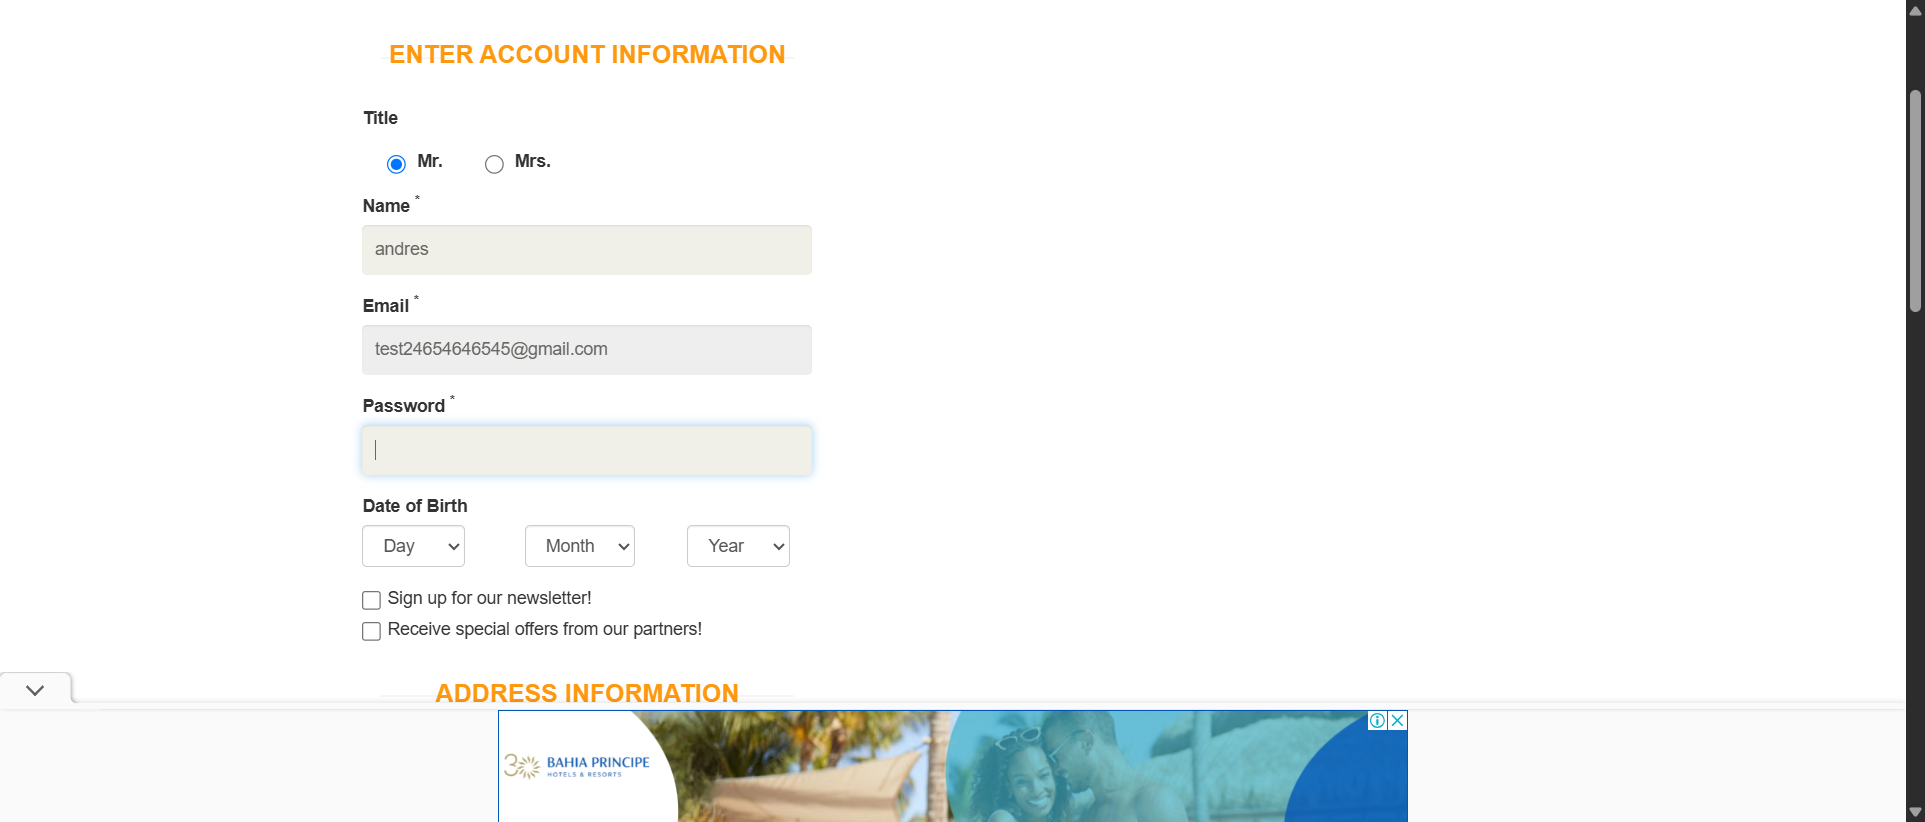 ENTER ACCOUNT INFORMATION
Title
Mr. Mrs.
Name *
andres
Email *
test24654646545@gmail.com
Password *
Date of Birth
Day Month Year
Sign up for our newsletter!
Receive special offers from our partners!
ADDRESS INFORMATION
30 BAHIA PRINCIPE
HOTELS & RESORTS